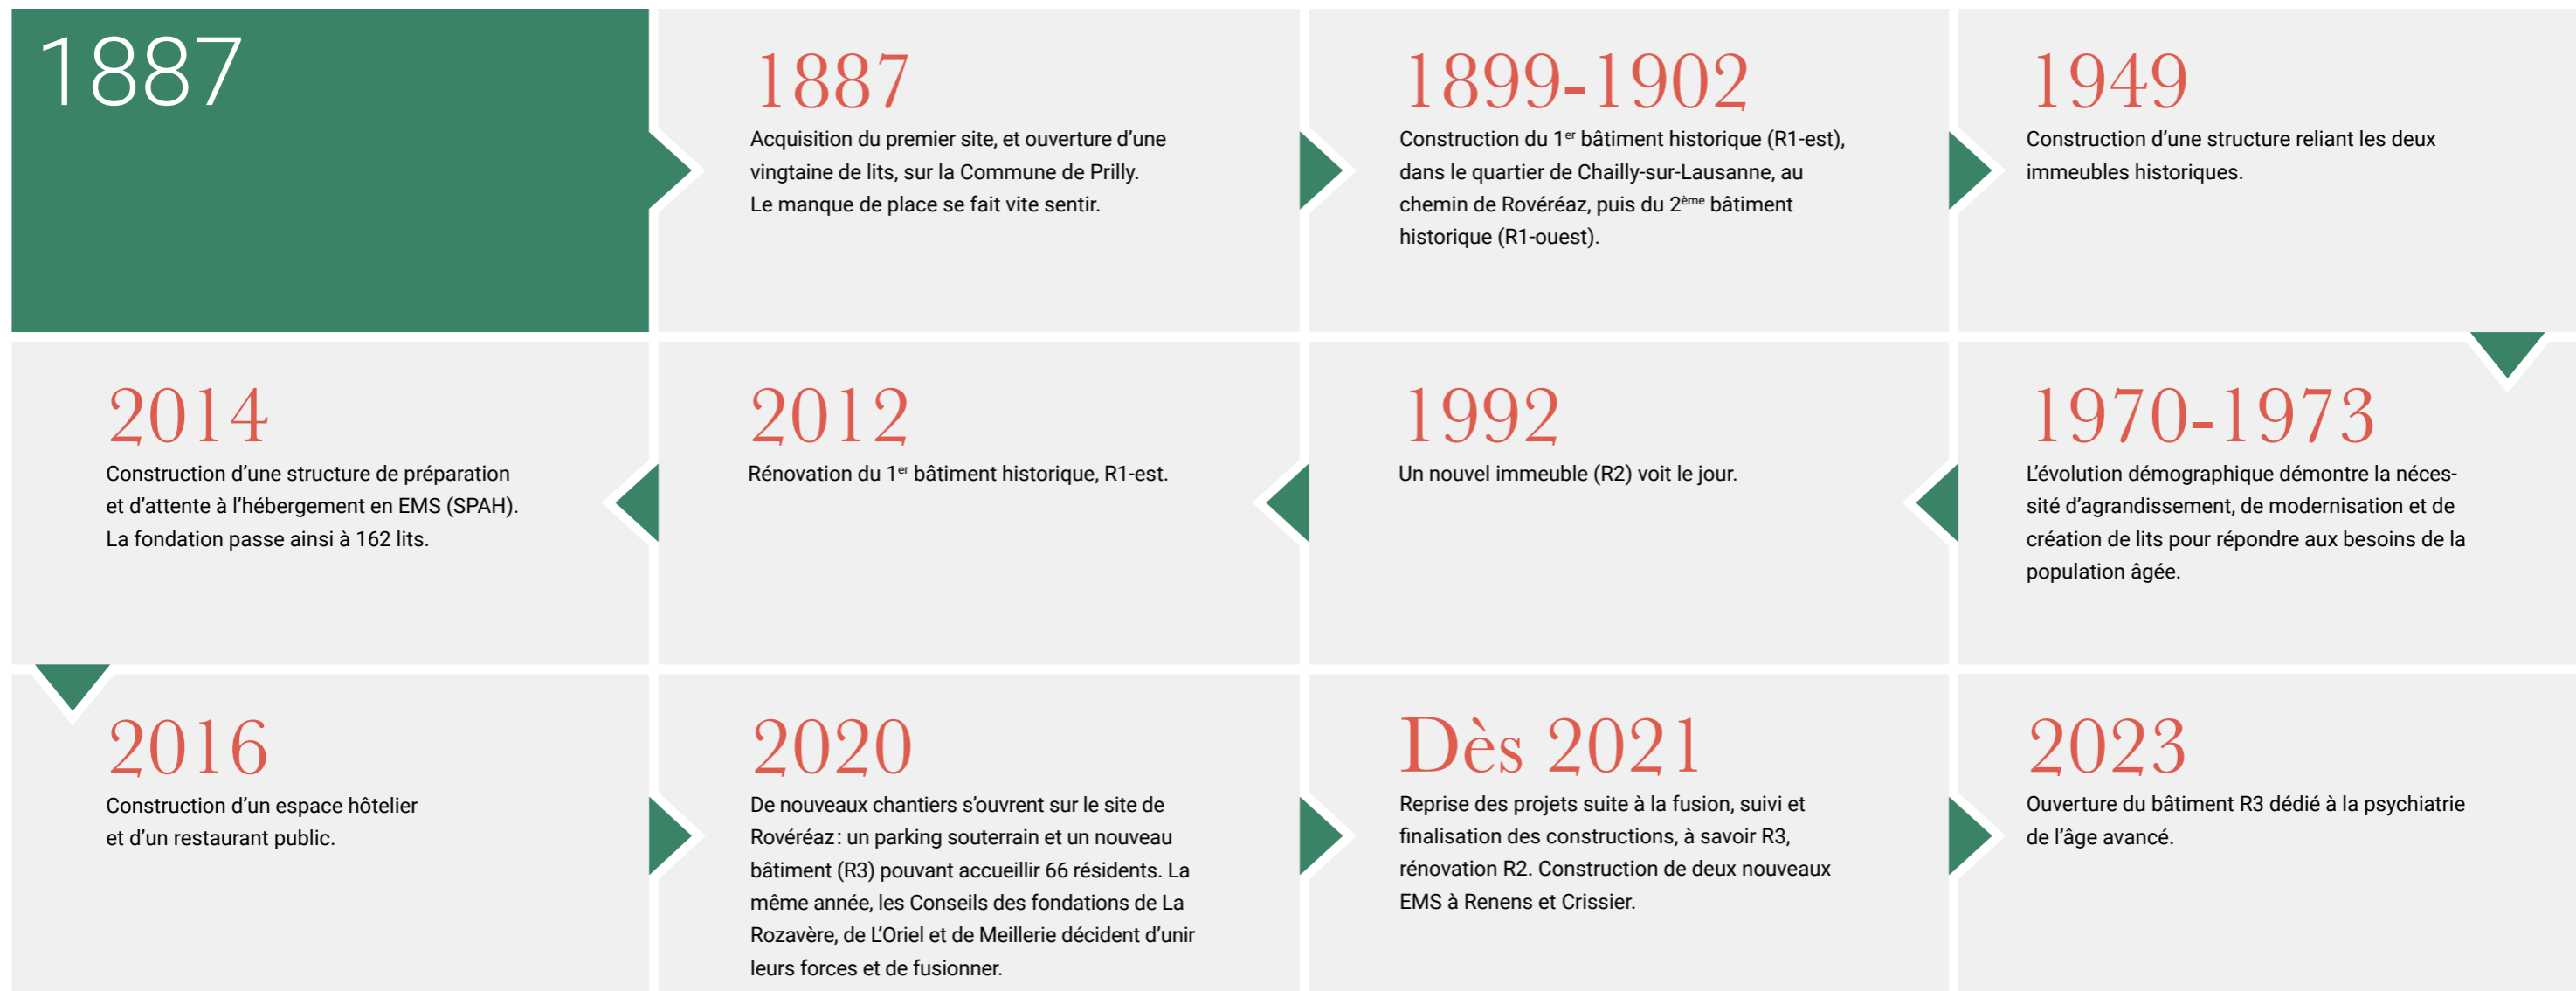 1887
1887
Acquisition du premier site, et ouverture d’une
vingtaine de lits, sur la Commune de Prilly.
Le manque de place se fait vite sentir.
1899-1902
Construction du 1er bâtiment historique (R1-est),
dans le quartier de Chailly-sur-Lausanne, au
chemin de Rovéréaz, puis du 2ème bâtiment
historique (R1-ouest).
1949
Construction d’une structure reliant les deux
immeubles historiques.
1970-1973
L’évolution démographique démontre la néces-
sité d’agrandissement, de modernisation et de
création de lits pour répondre aux besoins de la
population âgée.
1992
Un nouvel immeuble (R2) voit le jour.
2012
Rénovation du 1er bâtiment historique, R1-est.
2014
Construction d’une structure de préparation
et d’attente à l’hébergement en EMS (SPAH).
La fondation passe ainsi à 162 lits.
2016
Construction d’un espace hôtelier
et d’un restaurant public.
2020
De nouveaux chantiers s’ouvrent sur le site de
Rovéréaz : un parking souterrain et un nouveau
bâtiment (R3) pouvant accueillir 66 résidents. La
même année, les Conseils des fondations de La
Rozavère, de L’Oriel et de Meillerie décident d’unir
leurs forces et de fusionner.
Dès 2021
Reprise des projets suite à la fusion, suivi et
finalisation des constructions, à savoir R3,
rénovation R2. Construction de deux nouveaux
EMS à Renens et Crissier.
2023
Ouverture du bâtiment R3 dédié à la psychiatrie
de l’âge avancé.